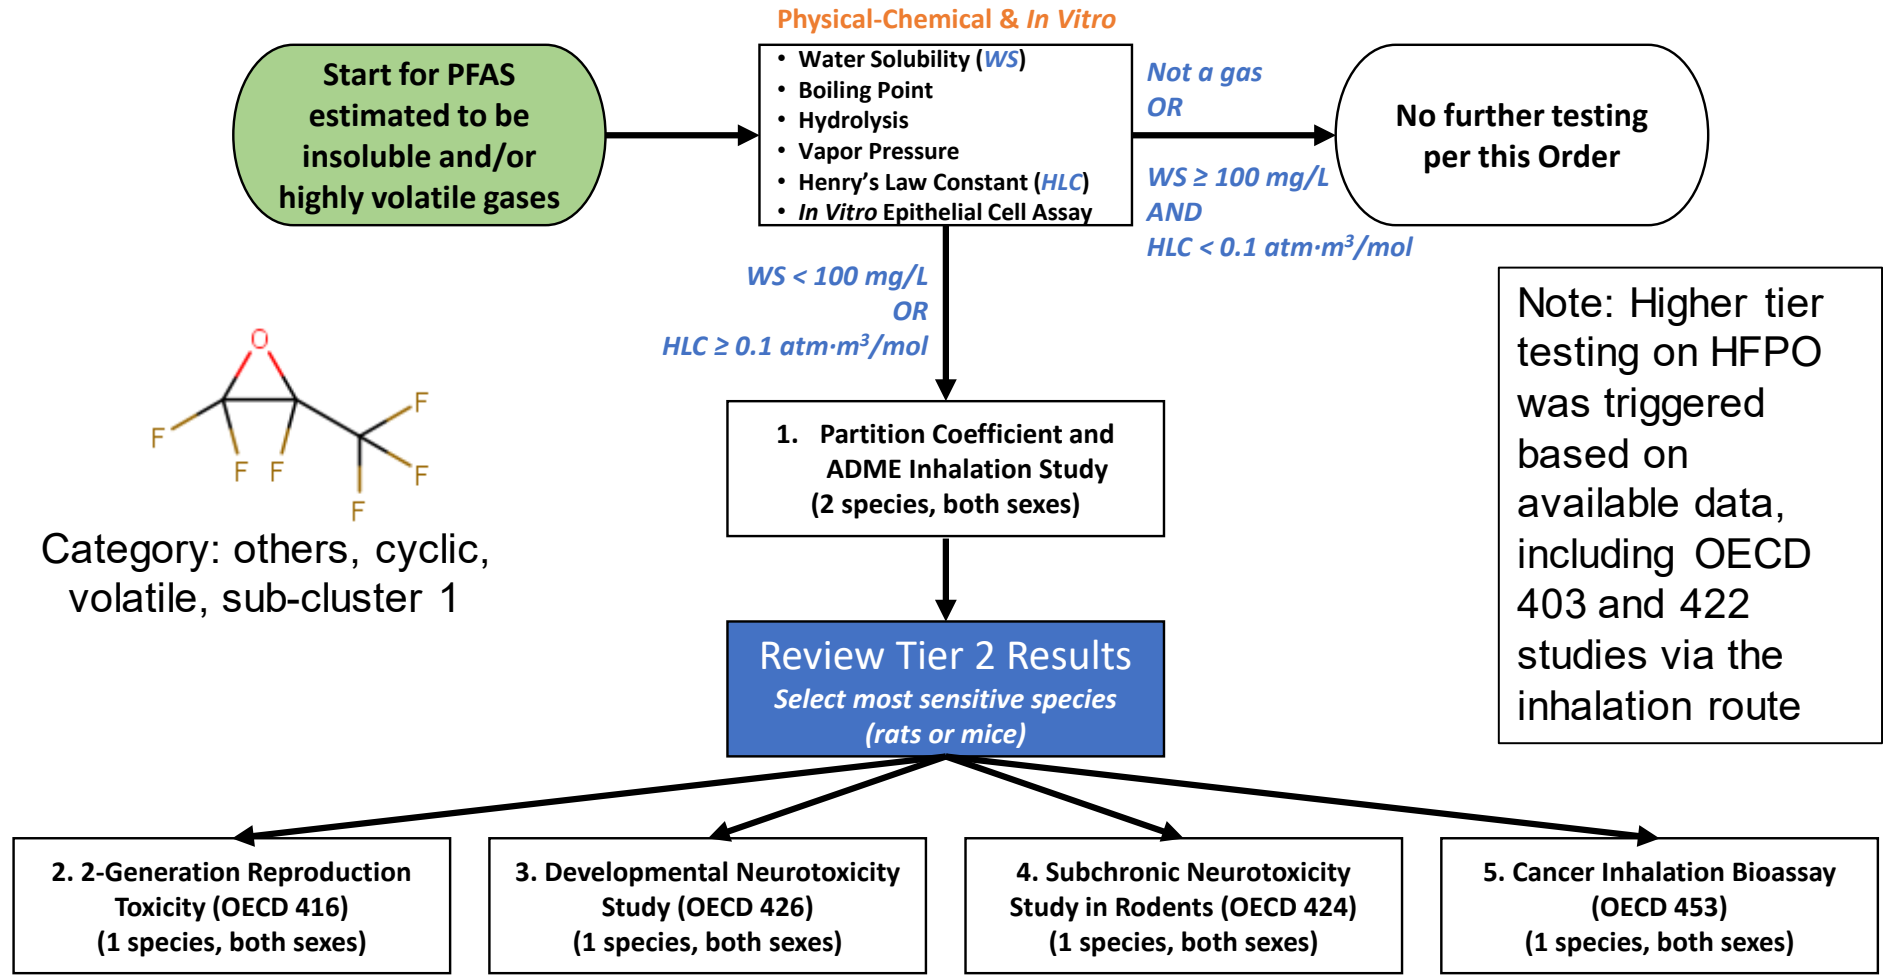 Physical-Chemical & In Vitro
Start for PFAS
estimated to be
insoluble and/or
highly volatile gases
• Water Solubility (WS)
• Boiling Point
• Hydrolysis
• Vapor Pressure
• Henry's Law Constant (HLC)
• In Vitro Epithelial Cell Assay
Not a gas
OR
WS ≥ 100 mg/L
AND
HLC < 0.1 atm·m³/mol
No further testing
per this Order
WS < 100 mg/L
OR
HLC ≥ 0.1 atm·m³/mol
O
F
F
F
F
F
F
Category: others, cyclic,
volatile, sub-cluster 1
1. Partition Coefficient and
ADME Inhalation Study
(2 species, both sexes)
Note: Higher tier
testing on HFPO
was triggered
based on
available data,
including OECD
403 and 422
studies via the
inhalation route
Review Tier 2 Results
Select most sensitive species
(rats or mice)
2. 2-Generation Reproduction
Toxicity (OECD 416)
(1 species, both sexes)
3. Developmental Neurotoxicity
Study (OECD 426)
(1 species, both sexes)
4. Subchronic Neurotoxicity
Study in Rodents (OECD 424)
(1 species, both sexes)
5. Cancer Inhalation Bioassay
(OECD 453)
(1 species, both sexes)